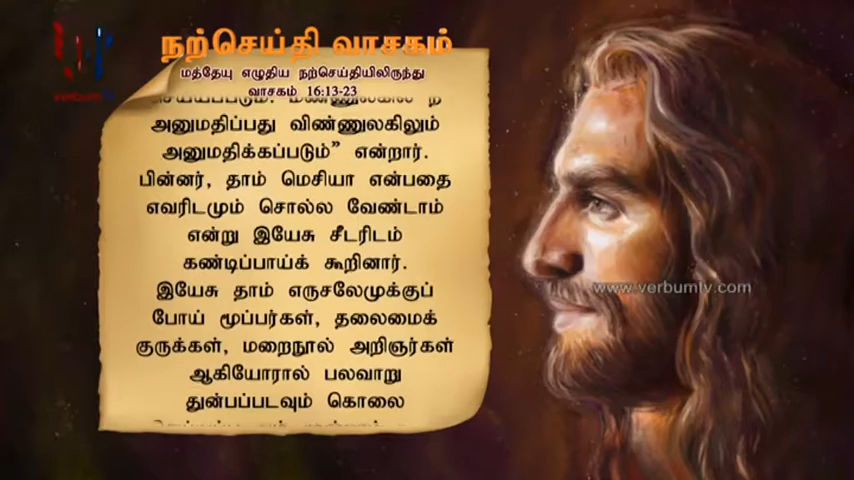 நற்செய்தி வாசகம்
மத்தேயு எழுதிய நற்செய்தியிலிருந்து
வாசகம் 16:13-23
verbumtv
அனுமதிப்பது விண்ணுலகிலும்
அனுமதிக்கப்படும்” என்றார்.
பின்னர், தாம் மெசியா என்பதை
எவரிடமும் சொல்ல வேண்டாம்
என்று இயேசு சீடரிடம்
கண்டிப்பாய்க் கூறினார்.
இயேசு தாம் எருசலேமுக்குப்
போய் மூப்பர்கள், தலைமைக்
குருக்கள், மறைநூல் அறிஞர்கள்
ஆகியோரால் பலவாறு
துன்பப்படவும் கொலை
www.verbumtv.com